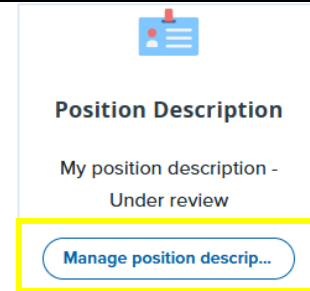 Position Description
My position description -
Under review
Manage position descrip...